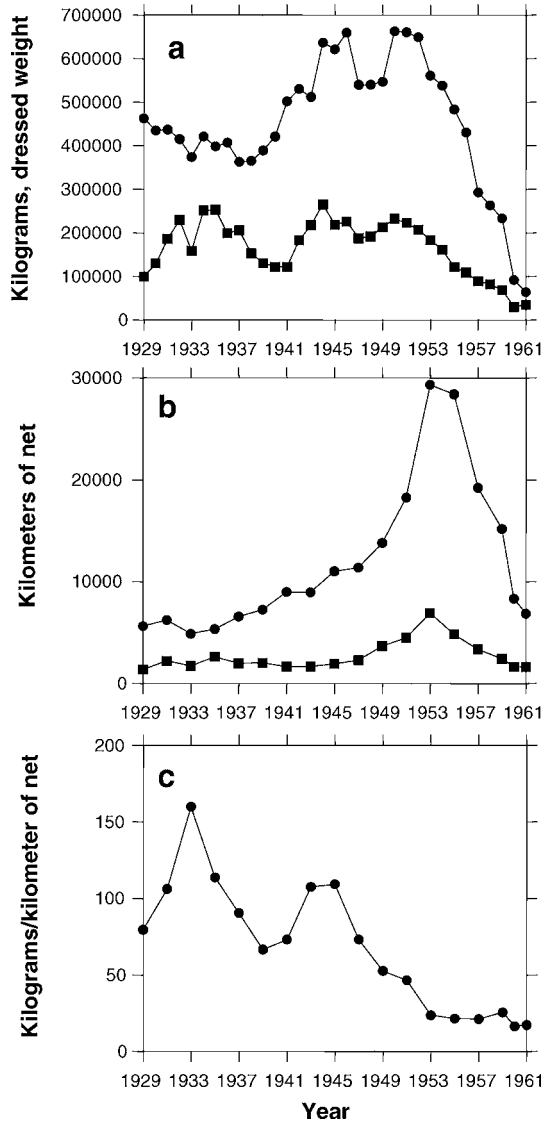 a
Kilograms, dressed weight
700000
600000
500000
400000
300000
200000
100000
0
1929 1933 1937 1941 1945 1949 1953 1957 1961
b
Kilometers of net
30000
20000
10000
0
1929 1933 1937 1941 1945 1949 1953 1957 1961
c
Kilograms/kilometer of net
200
150
100
50
0
1929 1933 1937 1941 1945 1949 1953 1957 1961
Year